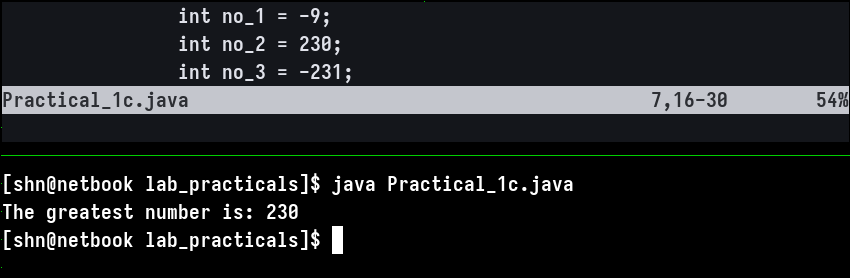 int no_1 = -9;
int no_2 = 230;
int no_3 = -231;
Practical_1c.java 7,16-30 54%
[shn@netbook lab_practicals]$ java Practical_1c.java
The greatest number is: 230
[shn@netbook lab_practicals]$